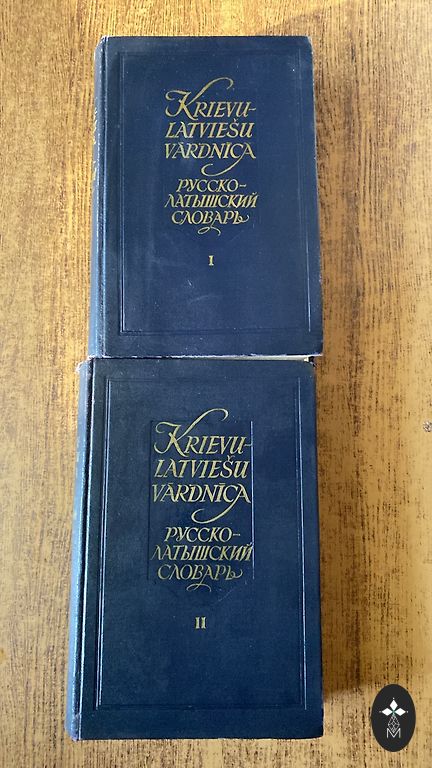 KRIEVU-
LATVIEŠU
VĀRDNĪCA
РУССКО-
ЛАТЫШСКИЙ
СЛОВАРЬ
I
KRIEVU-
LATVIEŠU
VĀRDNĪCA
РУССКО-
ЛАТЫШСКИЙ
СЛОВАРЬ
II